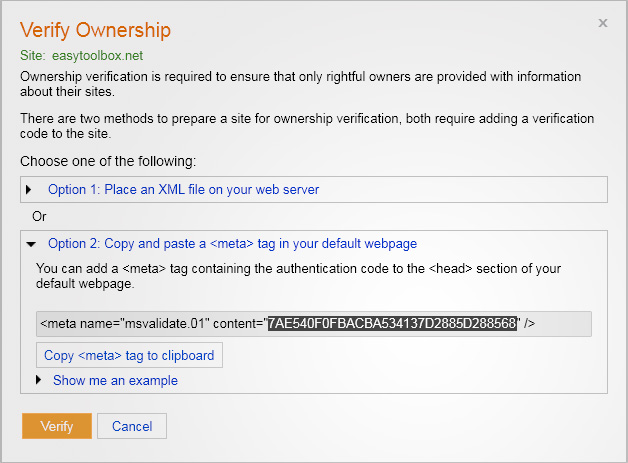 Verify Ownership
x
Site: easytoolbox.net
Ownership verification is required to ensure that only rightful owners are provided with information
about their sites.
There are two methods to prepare a site for ownership verification, both require adding a verification
code to the site.
Choose one of the following:
Option 1: Place an XML file on your web server
Or
Option 2: Copy and paste a <meta> tag in your default webpage
You can add a <meta> tag containing the authentication code to the <head> section of your
default webpage.
<meta name="msvalidate.01" content="7AE540F0FBACBA534137D2885D288568" />
Copy <meta> tag to clipboard
Show me an example
Verify Cancel